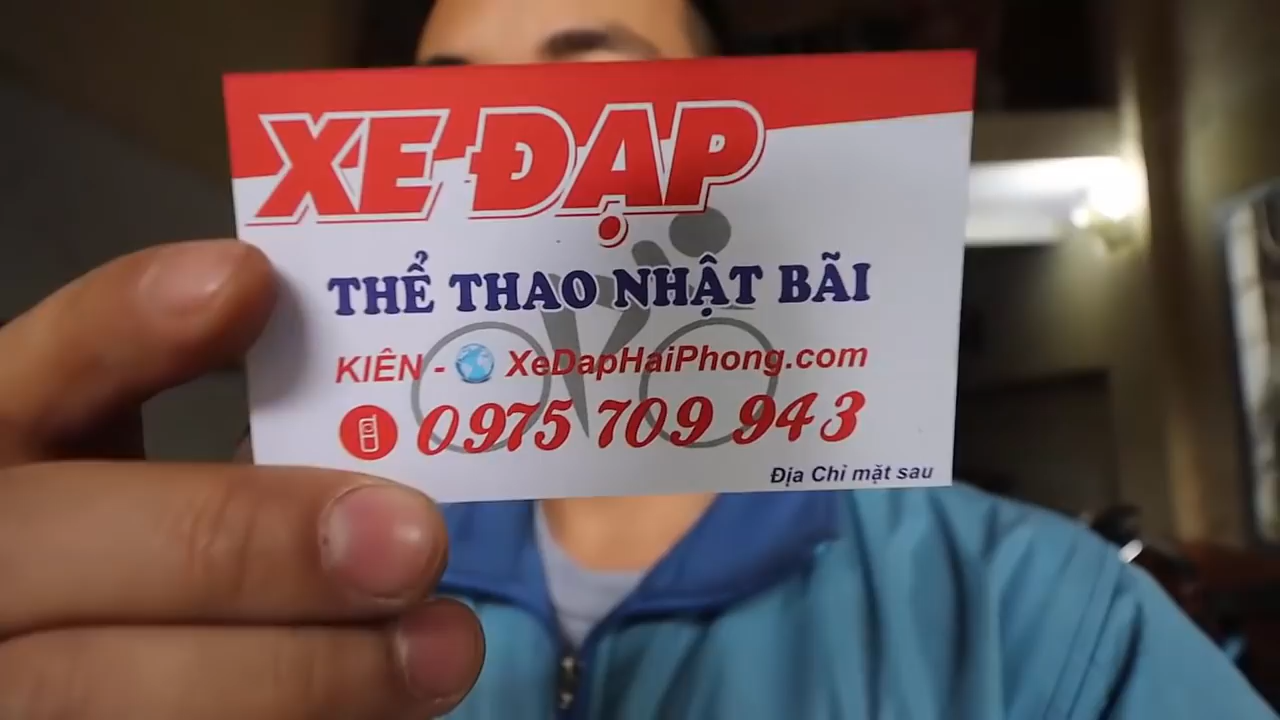 XE ĐẠP
THỂ THAO NHẬT BÃI
KIÊN - XeDapHaiPhong.com
0975 709 943
Địa Chỉ mặt sau